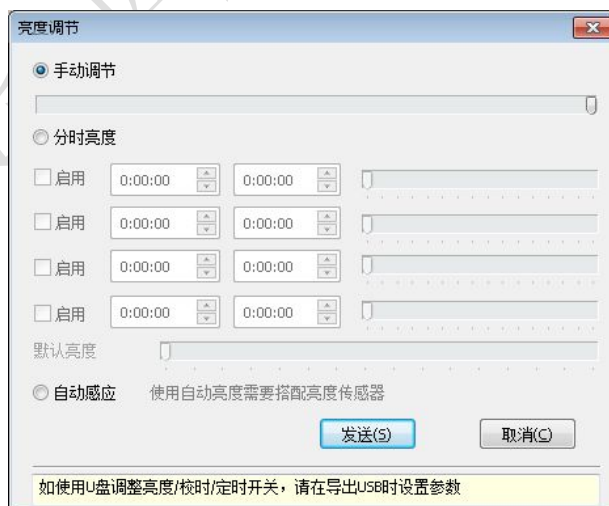 亮度调节
手动调节
分时亮度
启用 0:00:00 0:00:00
启用 0:00:00 0:00:00
启用 0:00:00 0:00:00
启用 0:00:00 0:00:00
默认亮度
自动感应 使用自动亮度需要搭配亮度传感器
发送(S) 取消(C)
如使用U盘调整亮度/校时/定时开关，请在导出USB时设置参数